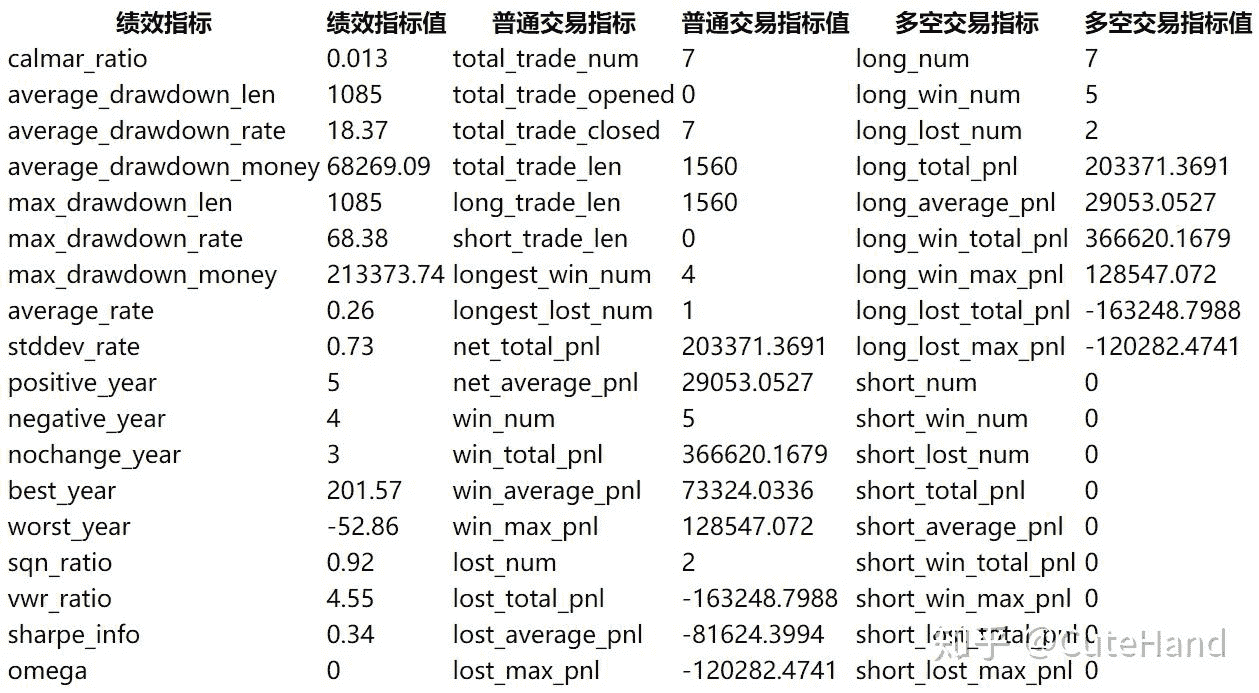 绩效指标 绩效指标值 普通交易指标 普通交易指标值 多空交易指标 多空交易指标值
calmar_ratio 0.013 total_trade_num 7 long_num 7
average_drawdown_len 1085 total_trade_opened 0 long_win_num 5
average_drawdown_rate 18.37 total_trade_closed 7 long_lost_num 2
average_drawdown_money 68269.09 total_trade_len 1560 long_total_pnl 203371.3691
max_drawdown_len 1085 long_trade_len 1560 long_average_pnl 29053.0527
max_drawdown_rate 68.38 short_trade_len 0 long_win_total_pnl 366620.1679
max_drawdown_money 213373.74 longest_win_num 4 long_win_max_pnl 128547.072
average_rate 0.26 longest_lost_num 1 long_lost_total_pnl -163248.7988
stddev_rate 0.73 net_total_pnl 203371.3691 long_lost_max_pnl -120282.4741
positive_year 5 net_average_pnl 29053.0527 short_num 0
negative_year 4 win_num 5 short_win_num 0
nochange_year 3 win_total_pnl 366620.1679 short_lost_num 0
best_year 201.57 win_average_pnl 73324.0336 short_total_pnl 0
worst_year -52.86 win_max_pnl 128547.072 short_average_pnl 0
sqn_ratio 0.92 lost_num 2 short_win_total_pnl 0
vwr_ratio 4.55 lost_total_pnl -163248.7988 short_win_max_pnl 0
sharpe_info 0.34 lost_average_pnl -81624.3994 short_lost_total_pnl 0
omega 0 lost_max_pnl -120282.4741 short_lost_max_pnl 0
知乎 @CuteHand